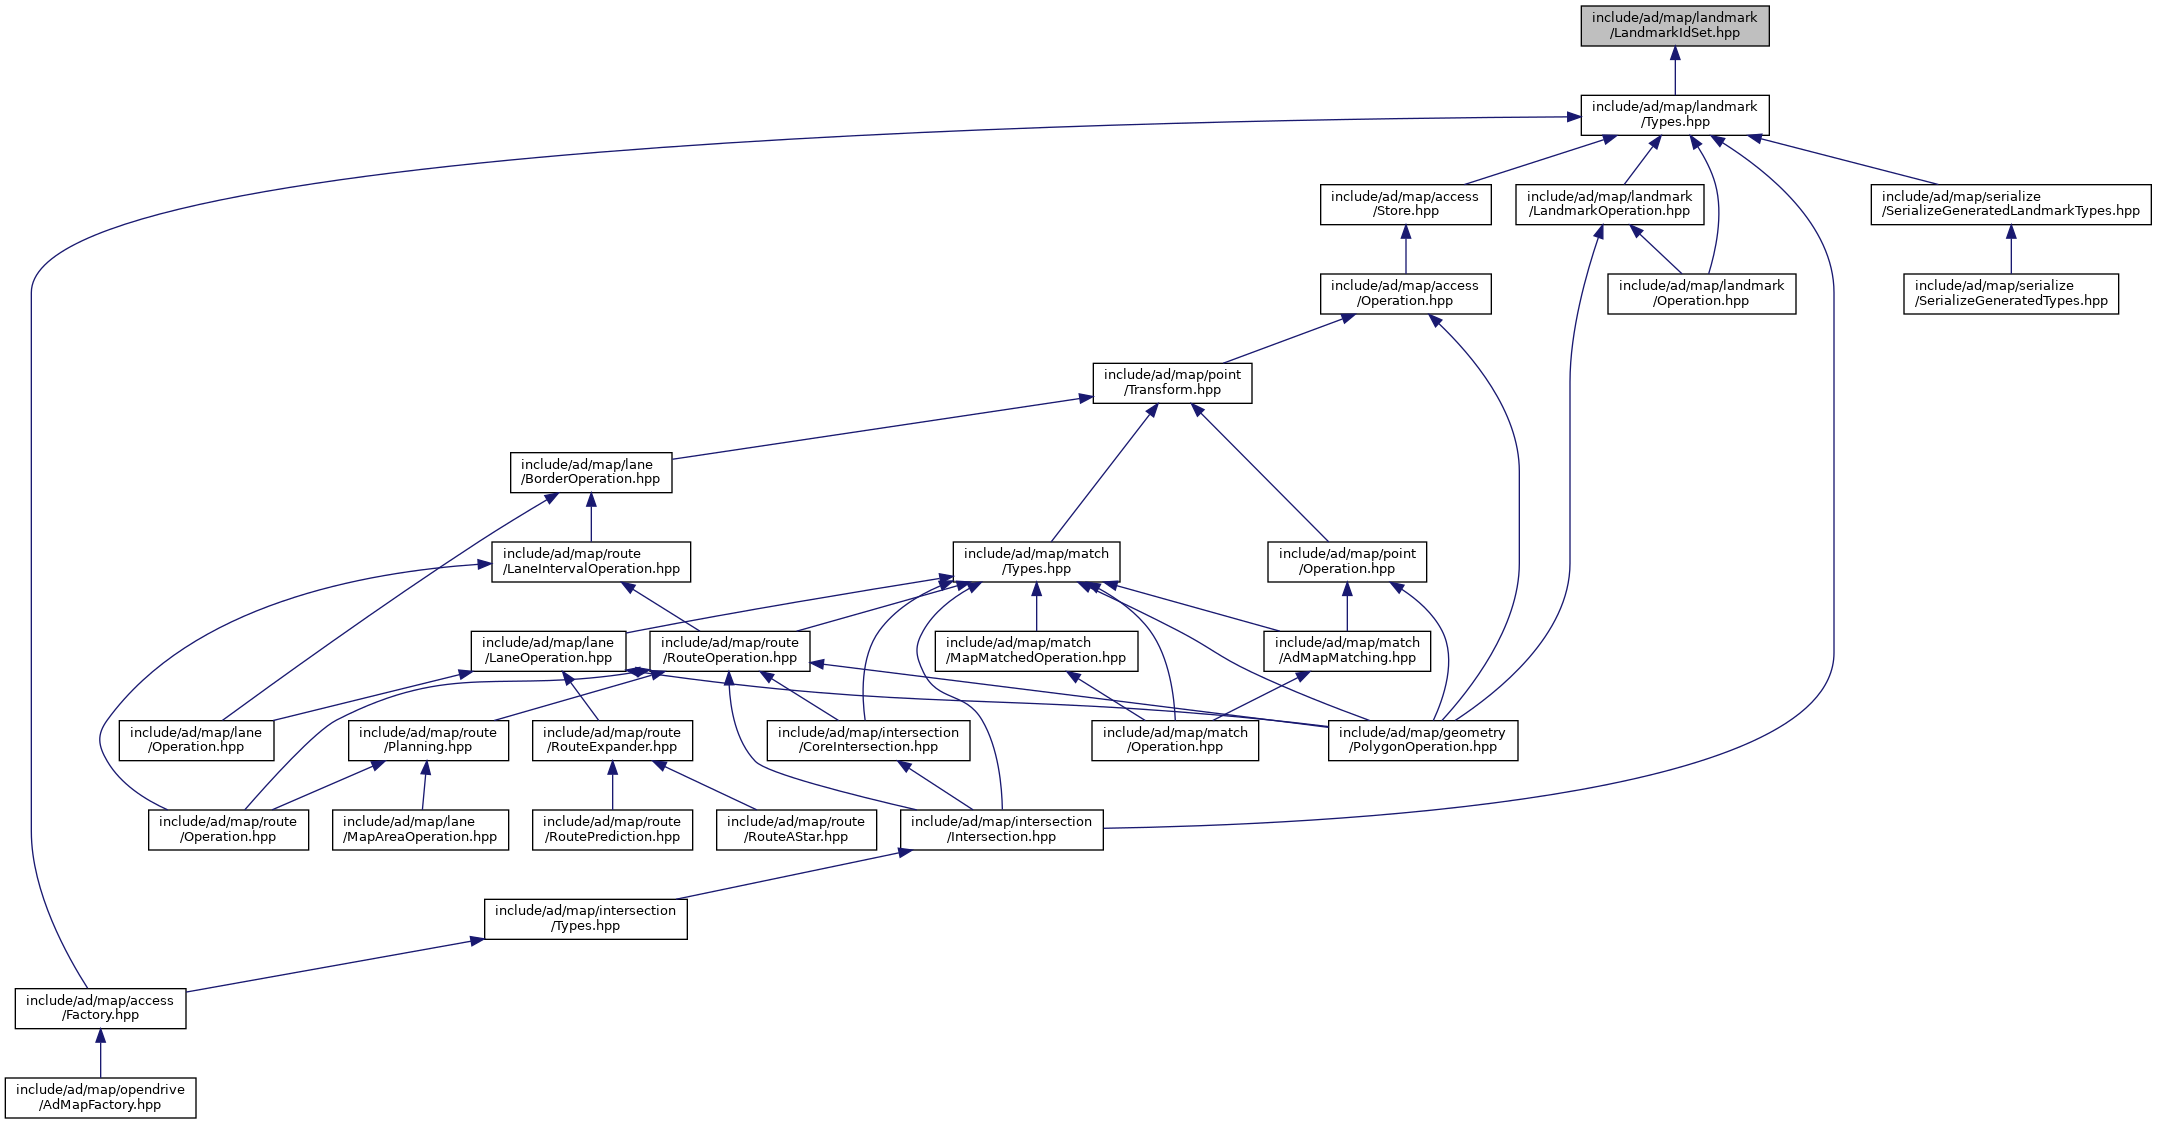 include/ad/map/landmark
/LandmarkIdSet.hpp
include/ad/map/landmark
/Types.hpp
include/ad/map/access
/Store.hpp
include/ad/map/landmark
/LandmarkOperation.hpp
include/ad/map/serialize
/SerializeGeneratedLandmarkTypes.hpp
include/ad/map/access
/Operation.hpp
include/ad/map/landmark
/Operation.hpp
include/ad/map/serialize
/SerializeGeneratedTypes.hpp
include/ad/map/point
/Transform.hpp
include/ad/map/lane
/BorderOperation.hpp
include/ad/map/route
/LaneIntervalOperation.hpp
include/ad/map/match
/Types.hpp
include/ad/map/point
/Operation.hpp
include/ad/map/lane
/LaneOperation.hpp
include/ad/map/route
/RouteOperation.hpp
include/ad/map/match
/MapMatchedOperation.hpp
include/ad/map/match
/AdMapMatching.hpp
include/ad/map/lane
/Operation.hpp
include/ad/map/route
/Planning.hpp
include/ad/map/route
/RouteExpander.hpp
include/ad/map/intersection
/CoreIntersection.hpp
include/ad/map/match
/Operation.hpp
include/ad/map/geometry
/PolygonOperation.hpp
include/ad/map/route
/Operation.hpp
include/ad/map/lane
/MapAreaOperation.hpp
include/ad/map/route
/RoutePrediction.hpp
include/ad/map/route
/RouteAStar.hpp
include/ad/map/intersection
/Intersection.hpp
include/ad/map/intersection
/Types.hpp
include/ad/map/access
/Factory.hpp
include/ad/map/opendrive
/AdMapFactory.hpp